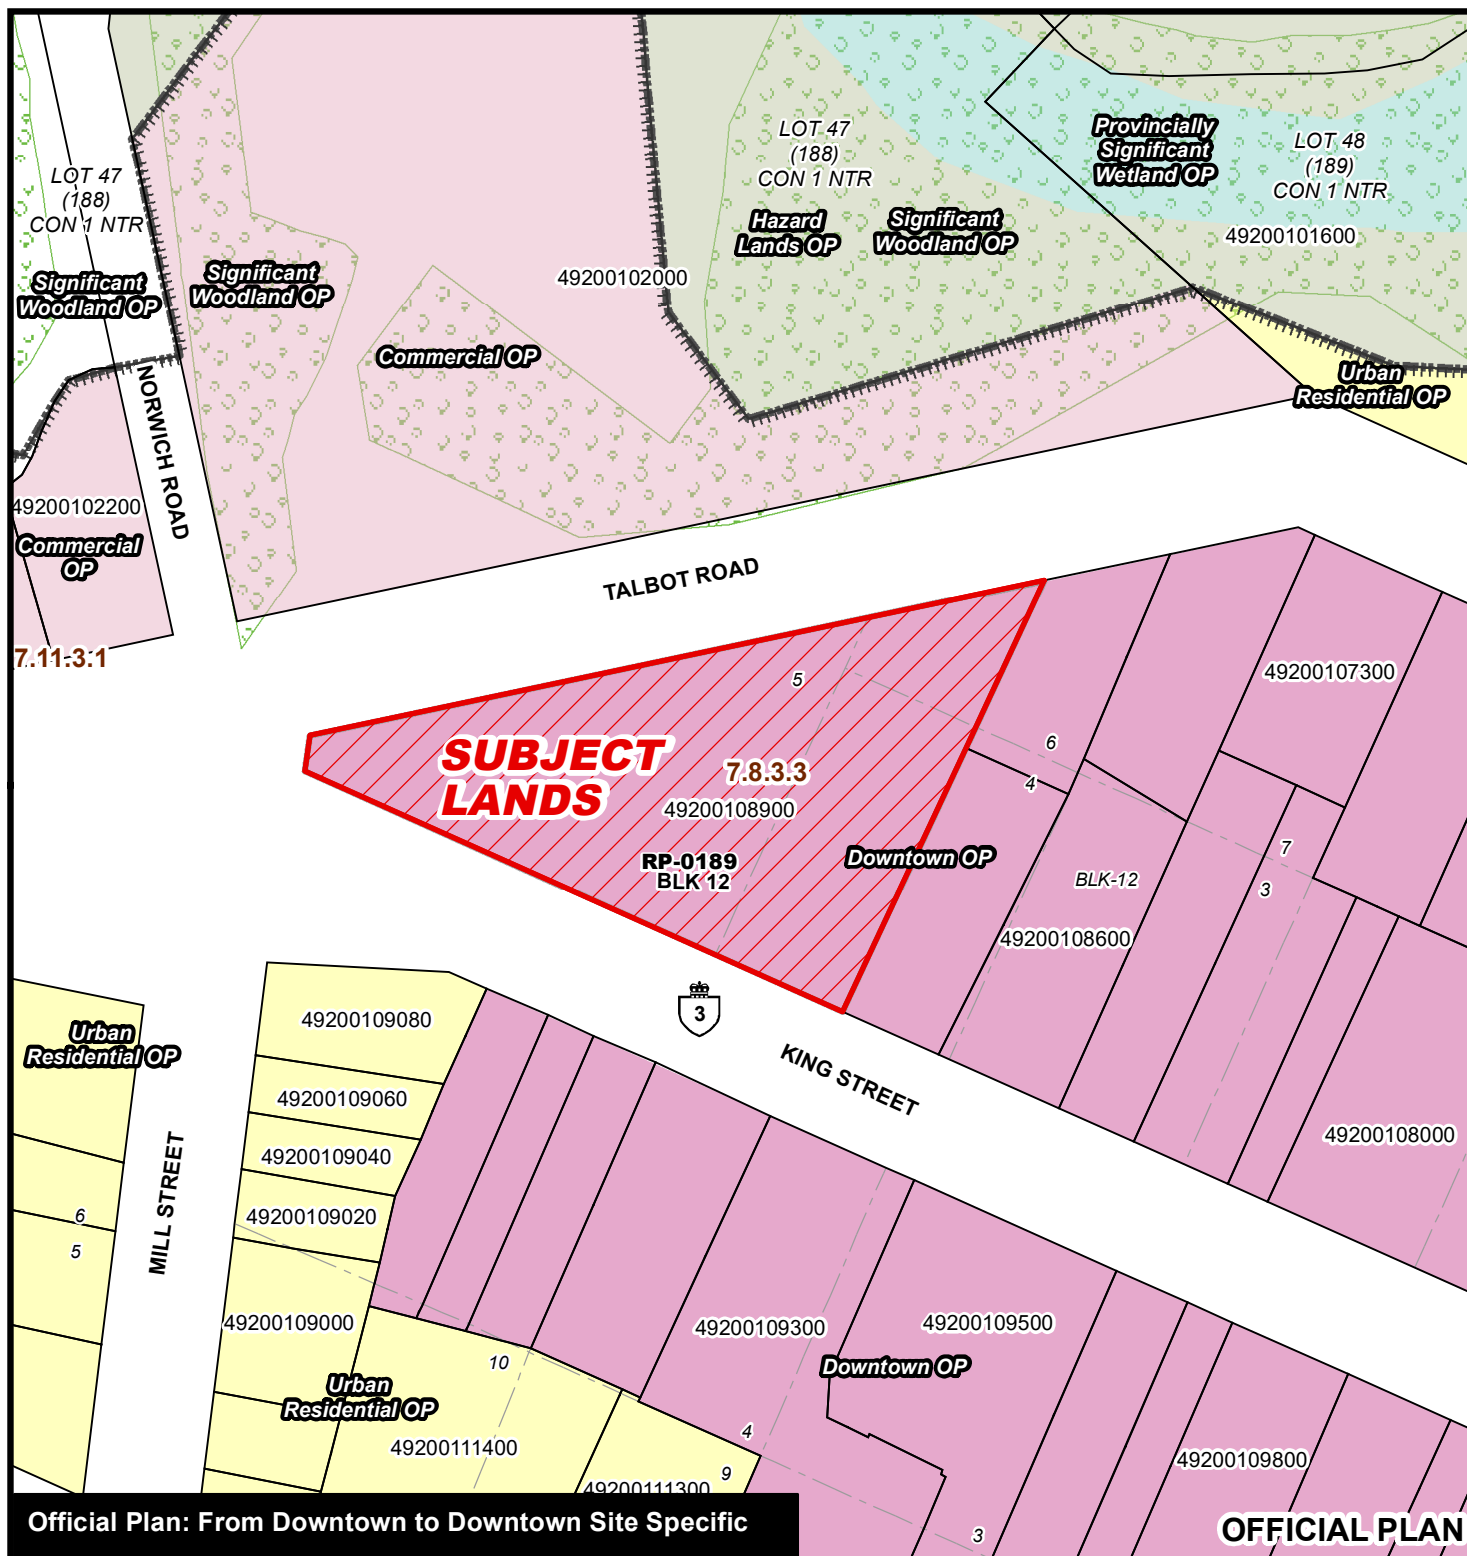 LOT 47
(188)
CON 1 NTR
Provincially
Significant
Wetland OP
LOT 48
(189)
CON 1 NTR
LOT 47
(188)
CON 1 NTR
Hazard
Lands OP
Significant
Woodland OP
49200101600
Significant
Woodland OP
Significant
Woodland OP
49200102000
Commercial OP
Urban
Residential OP
NORWICH ROAD
49200102200
Commercial
OP
TALBOT ROAD
7.11.3.1
5
49200107300
SUBJECT
LANDS
7.8.3.3
49200108900
6
4
RP-0189
BLK 12
Downtown OP
7
BLK-12
3
49200108600
3
KING STREET
49200109080
Urban
Residential OP
49200109060
49200109040
49200109020
49200108000
MILL STREET
6
5
49200109000
49200109300
49200109500
10
Downtown OP
Urban
Residential OP
49200111400
4
9
49200111300
49200109800
3
Official Plan: From Downtown to Downtown Site Specific
OFFICIAL PLAN